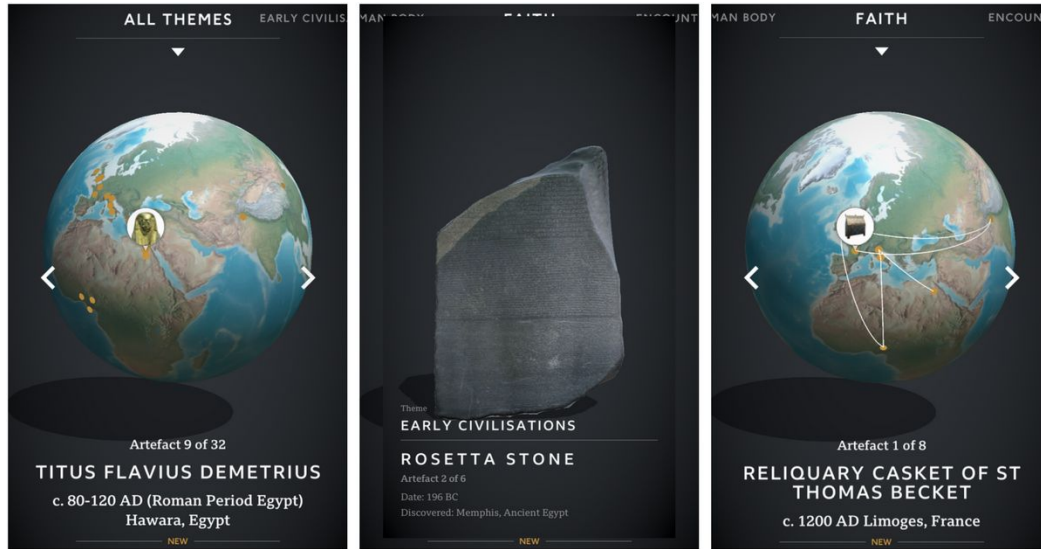 ALL THEMES
EARLY CIVILIS
Artefact 9 of 32
TITUS FLAVIUS DEMETRIUS
c. 80-120 AD (Roman Period Egypt)
Hawara, Egypt
NEW
MAN BODY
FAITH
ENCOUNT
Theme
EARLY CIVILISATIONS
ROSETTA STONE
Artefact 2 of 6
Date: 196 BC
Discovered: Memphis, Ancient Egypt
NEW
MAN BODY
FAITH
ENCOUN
Artefact 1 of 8
RELIQUARY CASKET OF ST
THOMAS BECKET
c. 1200 AD Limoges, France
NEW